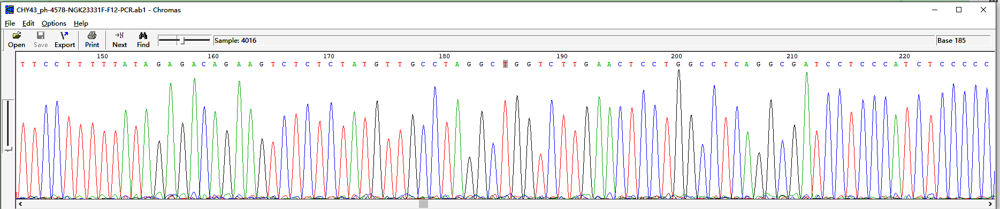 CHY43_ph-4578-NGK23331F-F12-PCR.ab1 - Chromas
File Edit Options Help
Open Save Export Print Next Find Sample: 4016 Base 185
150 160 170 180 190 200 210 220
T T C C T T T T T A T A G A G A C A G A A G T C T C T C T A T G T T G C C T A G G C T G G T C T T G A A C T C C T G G C C T C A G G C G A T C C T C C C A T C T C C C C C